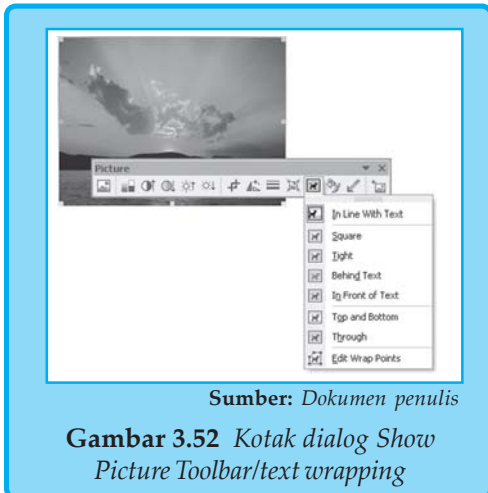 Picture
In Line With Text
Square
Tight
Behind Text
In Front of Text
Top and Bottom
Through
Edit Wrap Points
Sumber: Dokumen penulis
Gambar 3.52 Kotak dialog Show
Picture Toolbar/text wrapping